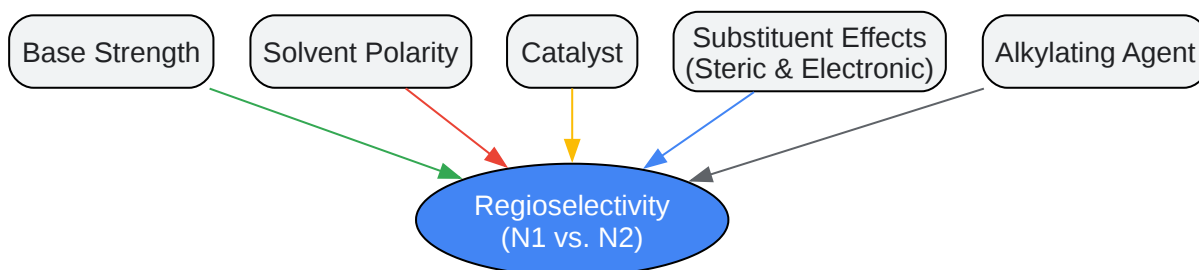 Base Strength
Solvent Polarity
Catalyst
Substituent Effects
(Steric & Electronic)
Alkylating Agent
Regioselectivity
(N1 vs. N2)